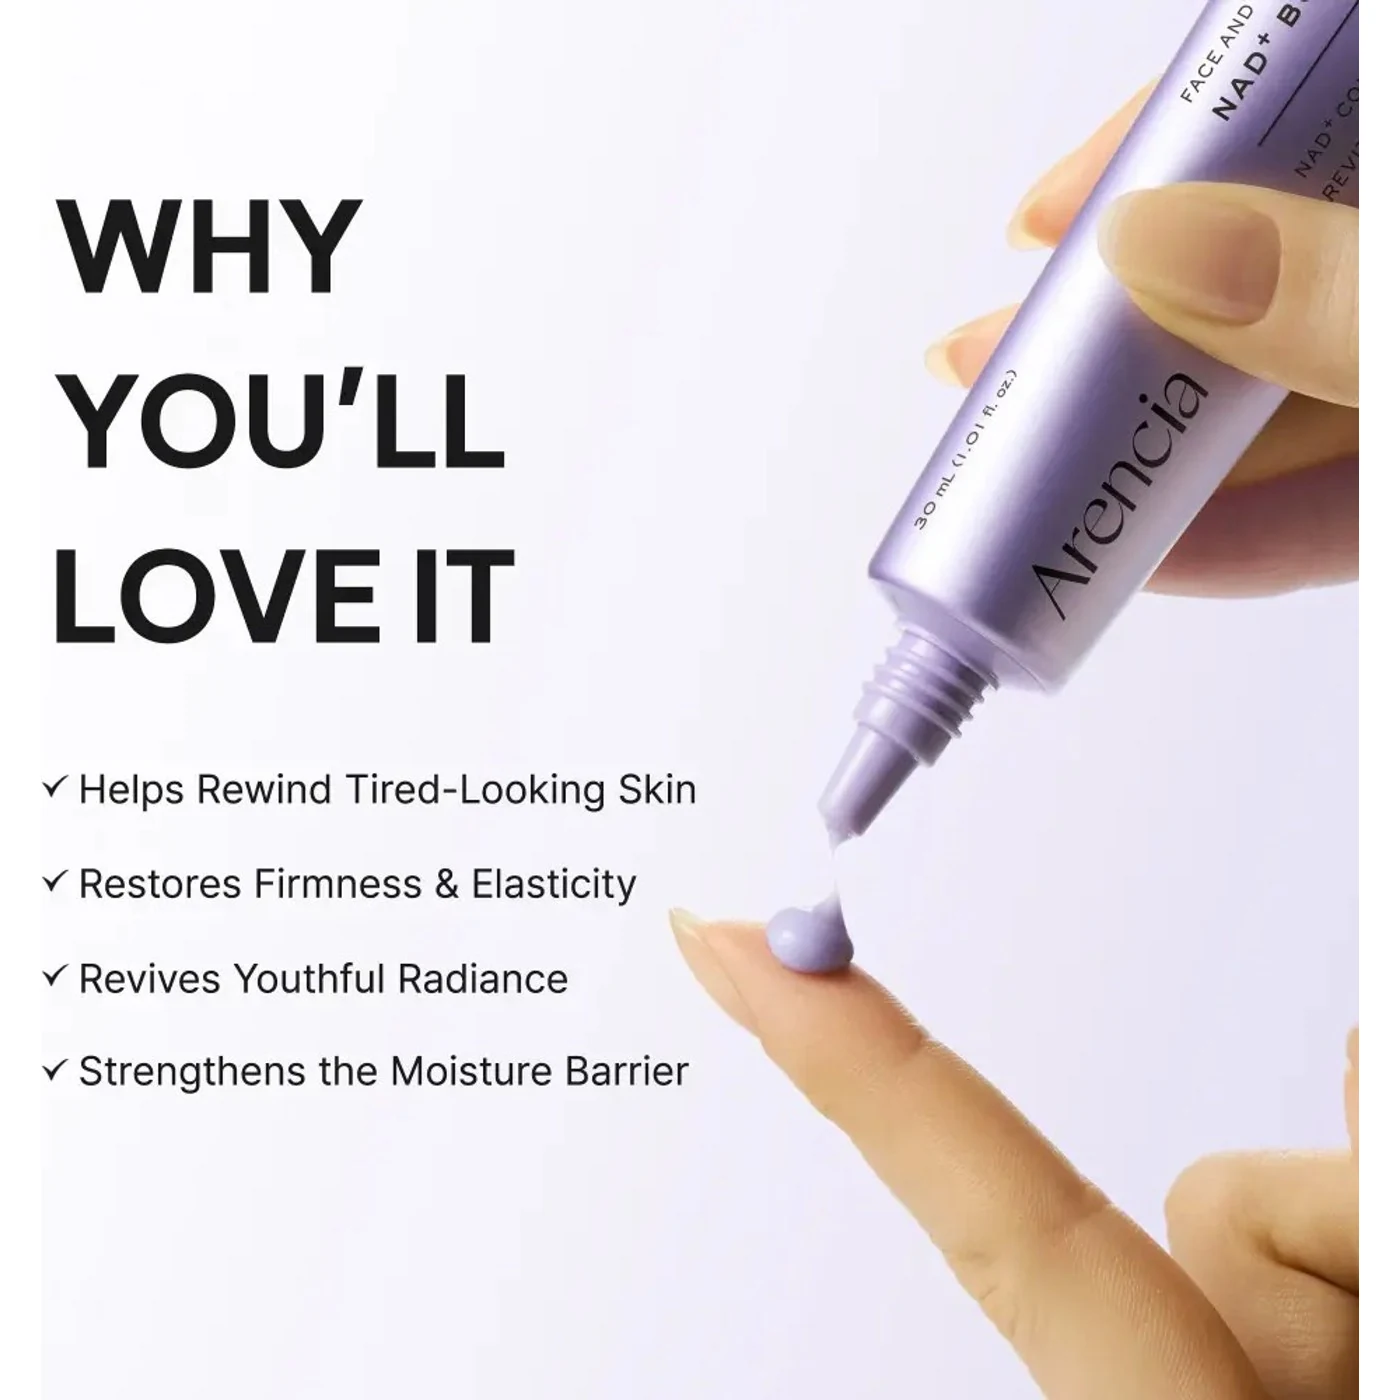 WHY
YOU'LL
LOVE IT
✓ Helps Rewind Tired-Looking Skin
✓ Restores Firmness & Elasticity
✓ Revives Youthful Radiance
✓ Strengthens the Moisture Barrier
FACE AND
NAD+
NAD+
Arencia
30 mL (1.01 fl. oz.)